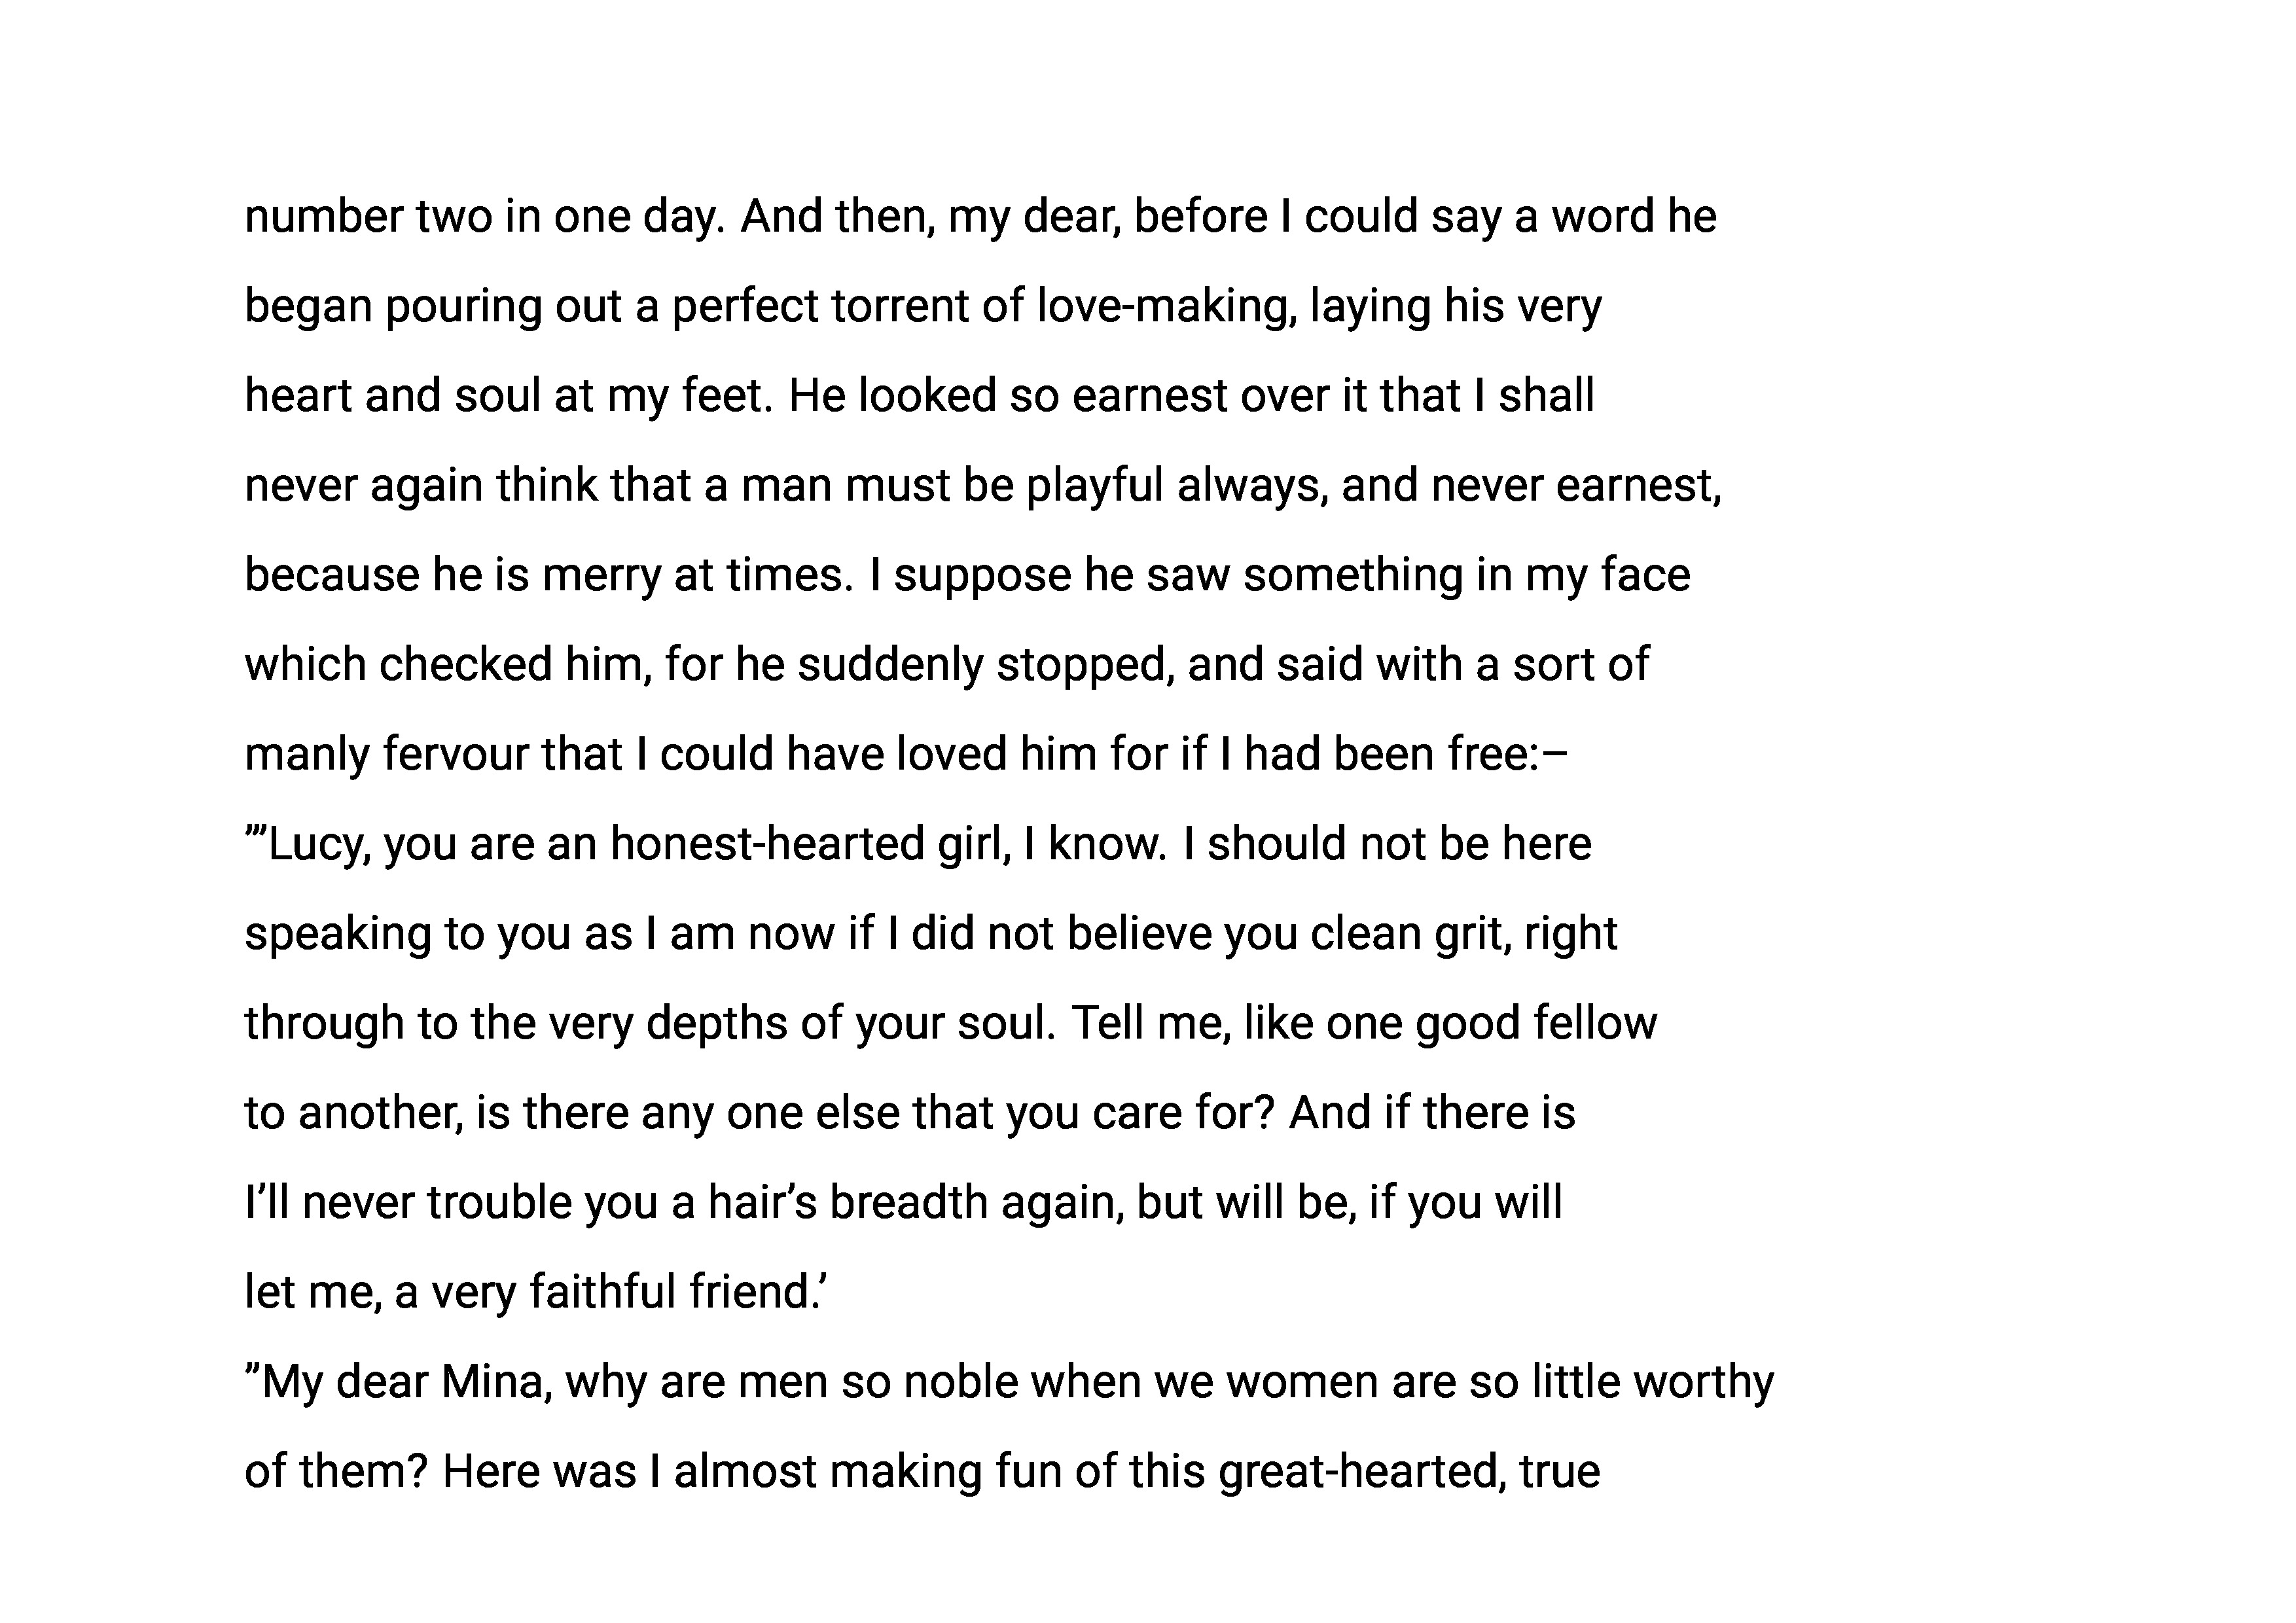 number two in one day. And then, my dear, before I could say a word he
began pouring out a perfect torrent of love-making, laying his very
heart and soul at my feet. He looked so earnest over it that I shall
never again think that a man must be playful always, and never earnest,
because he is merry at times. I suppose he saw something in my face
which checked him, for he suddenly stopped, and said with a sort of
manly fervour that I could have loved him for if I had been free:–
”’Lucy, you are an honest-hearted girl, I know. I should not be here
speaking to you as I am now if I did not believe you clean grit, right
through to the very depths of your soul. Tell me, like one good fellow
to another, is there any one else that you care for? And if there is
I’ll never trouble you a hair’s breadth again, but will be, if you will
let me, a very faithful friend.’
”My dear Mina, why are men so noble when we women are so little worthy
of them? Here was I almost making fun of this great-hearted, true